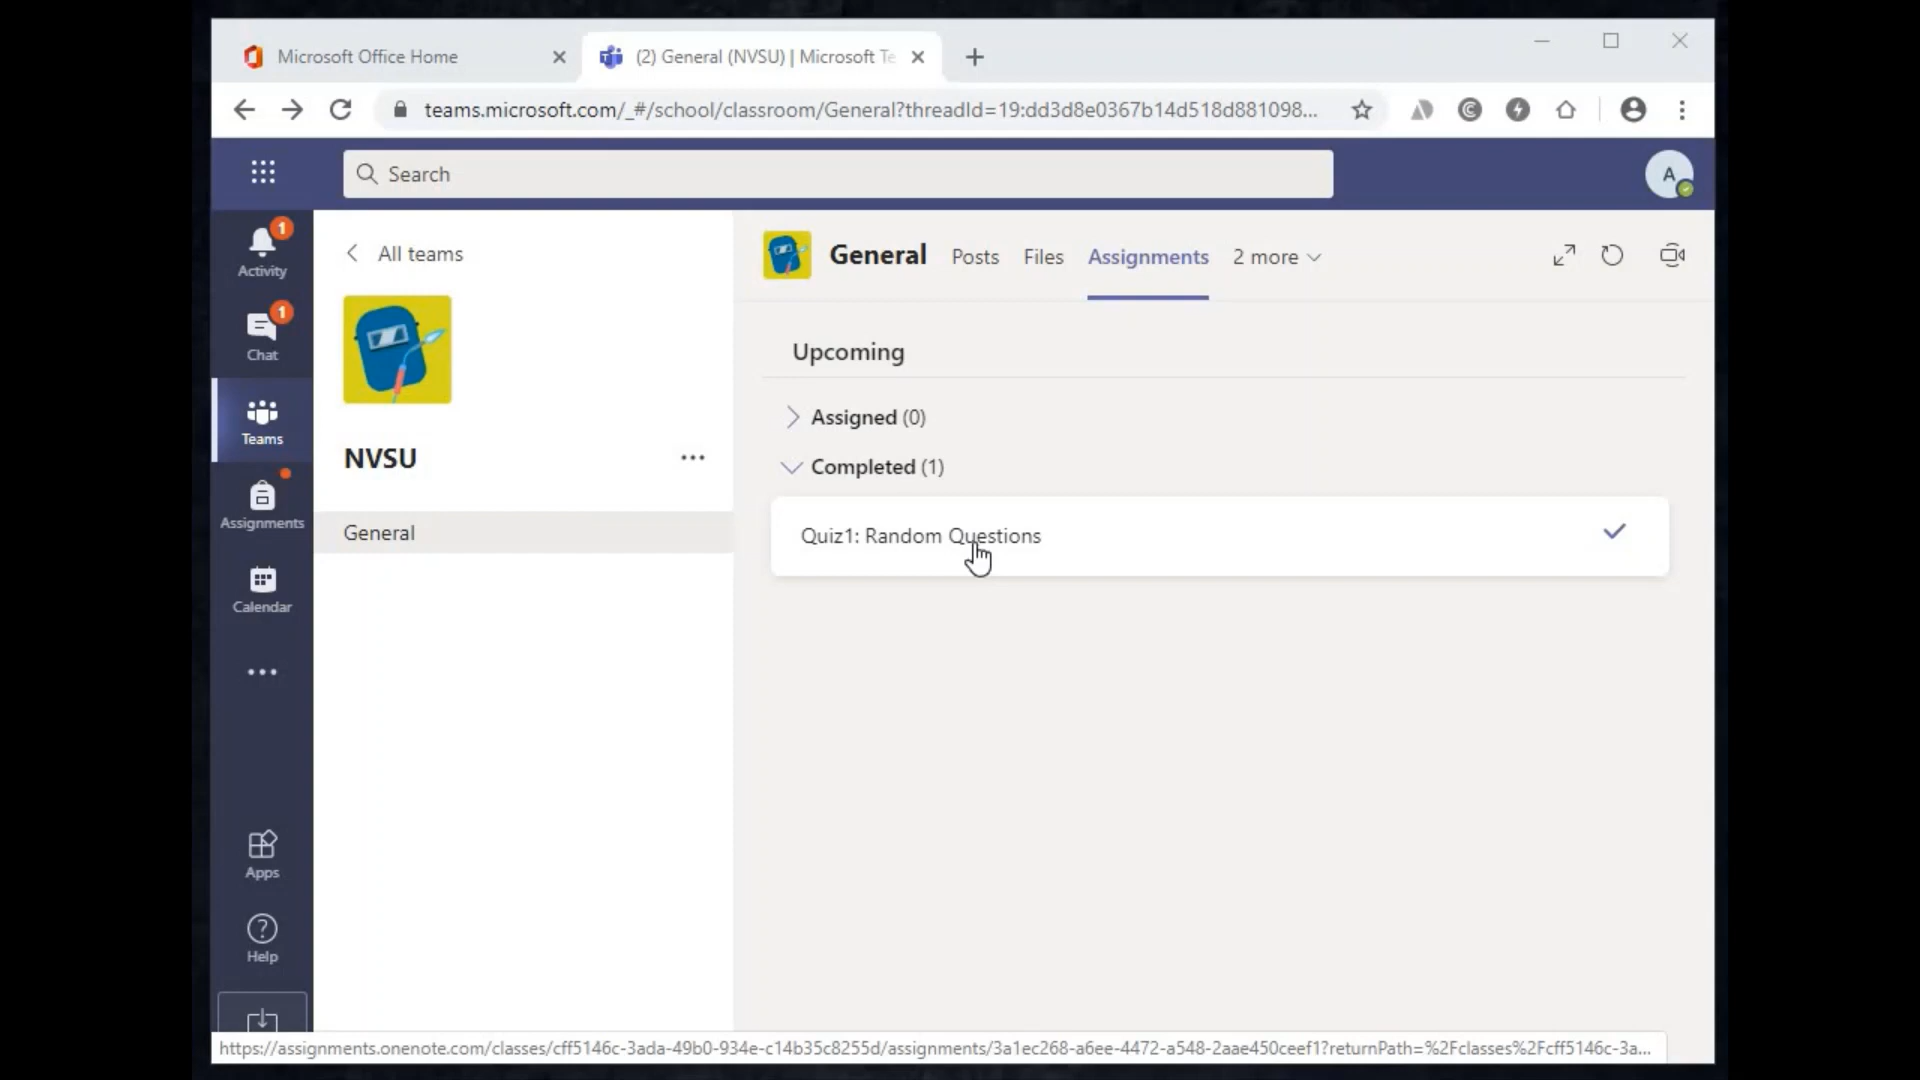 Microsoft Office Home
(2) General (NVSU) | Microsoft Te
teams.microsoft.com/_#/school/classroom/General?threadId=19:dd3d8e0367b14d518d881098...
Search
A
1
Activity
1
Chat
Teams
Assignments
Calendar
Apps
Help
All teams
NVSU
General
General Posts Files Assignments 2 more
Upcoming
Assigned (0)
Completed (1)
Quiz1: Random Questions
https://assignments.onenote.com/classes/cff5146c-3ada-49b0-934e-c14b35c8255d/assignments/3a1ec268-a6ee-4472-a548-2aae450ceef1?returnPath=%2Fclasses%2Fcff5146c-3a...